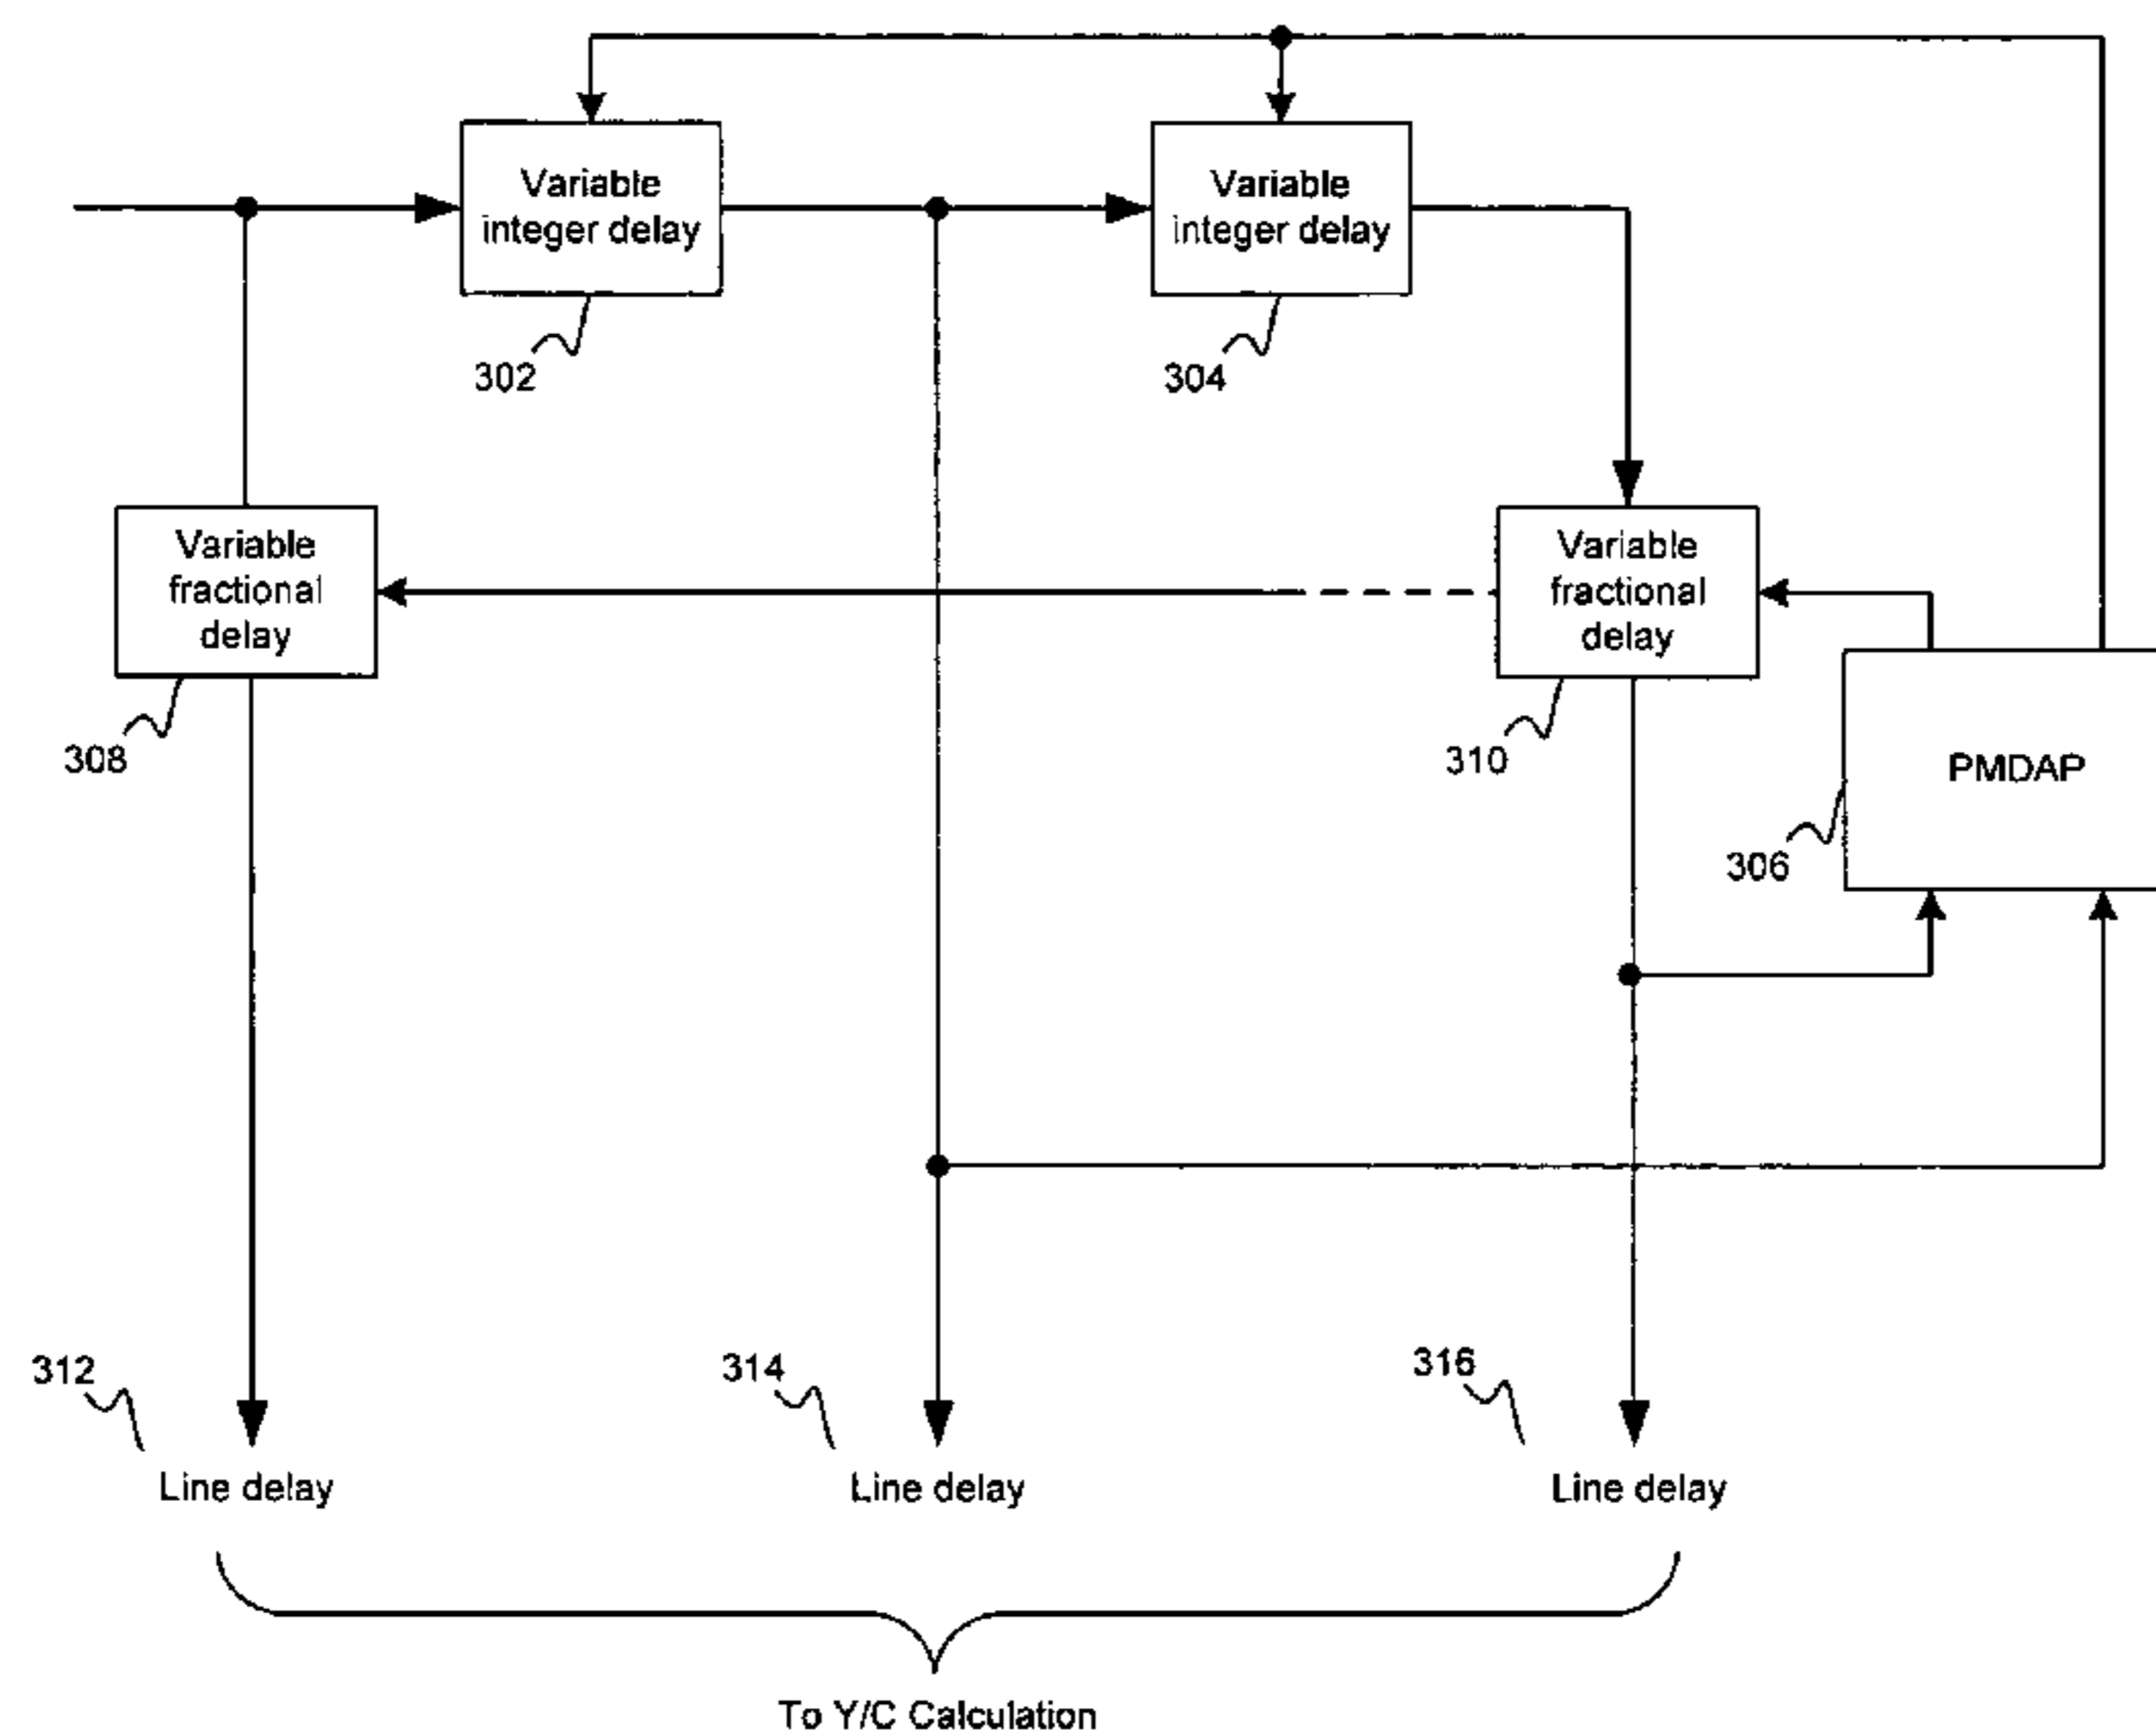 Variable
integer delay
302
Variable
integer delay
304
Variable
fractional
delay
308
Variable
fractional
delay
310
PMDAP
306
312
Line delay
314
Line delay
316
Line delay
To Y/C Calculation